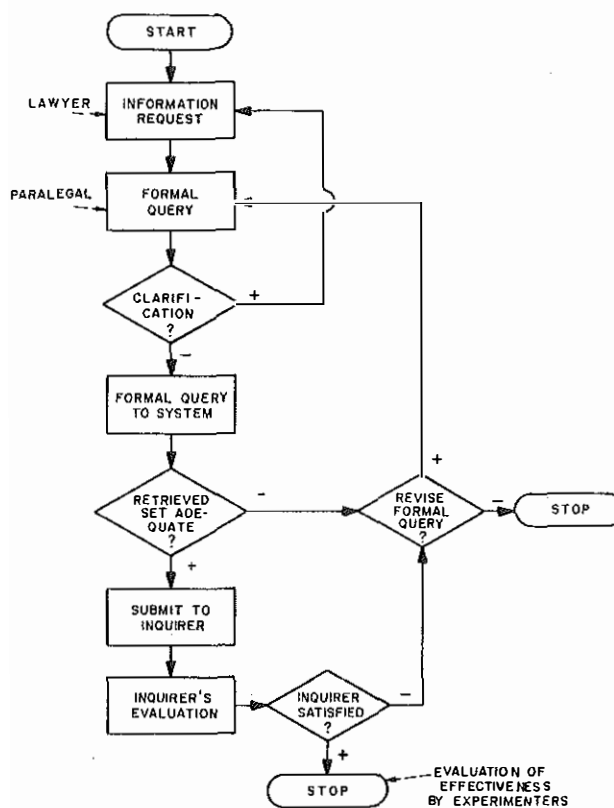 START
LAWYER
INFORMATION
REQUEST
PARALEGAL
FORMAL
QUERY
CLARIFI-
CATION
?
+
−
FORMAL QUERY
TO SYSTEM
RETRIEVED
SET ADE-
QUATE
?
-
+
REVISE
FORMAL
QUERY
?
+
−
STOP
SUBMIT TO
INQUIRER
INQUIRER'S
EVALUATION
INQUIRER
SATISFIED
?
−
+
STOP
EVALUATION OF
EFFECTIVENESS
BY EXPERIMENTERS